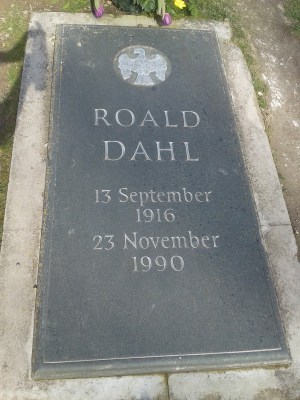 ROALD
DAHL
13 September
1916
23 November
1990